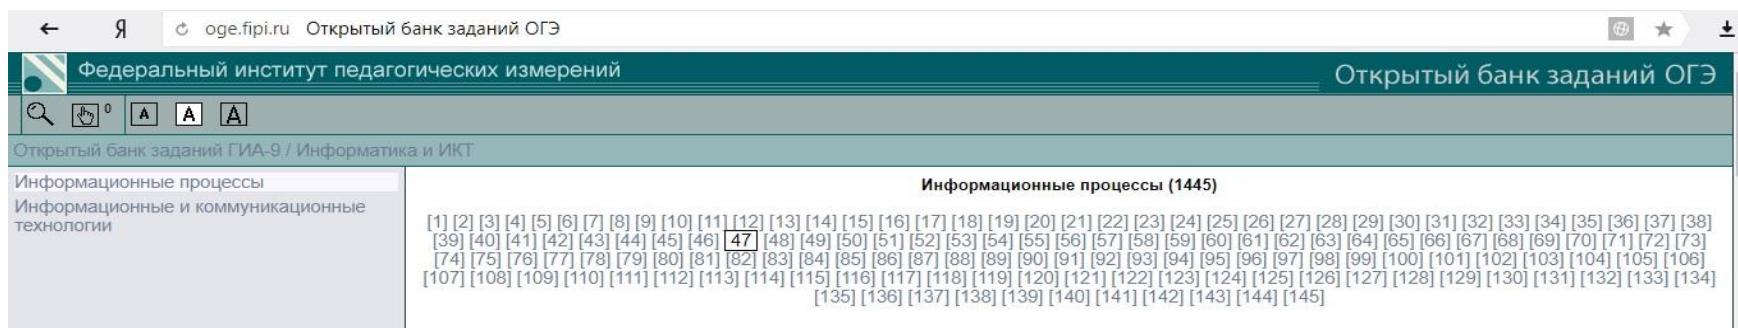 Я oge.fipi.ru Открытый банк заданий ОГЭ
Федеральный институт педагогических измерений
Открытый банк заданий ОГЭ
0 A A A
Открытый банк заданий ГИА-9 / Информатика и ИКТ
Информационные процессы
Информационные и коммуникационные
технологии
Информационные процессы (1445)
[1] [2] [3] [4] [5] [6] [7] [8] [9] [10] [11] [12] [13] [14] [15] [16] [17] [18] [19] [20] [21] [22] [23] [24] [25] [26] [27] [28] [29] [30] [31] [32] [33] [34] [35] [36] [37] [38]
[39] [40] [41] [42] [43] [44] [45] [46] 47 [48] [49] [50] [51] [52] [53] [54] [55] [56] [57] [58] [59] [60] [61] [62] [63] [64] [65] [66] [67] [68] [69] [70] [71] [72] [73]
[74] [75] [76] [77] [78] [79] [80] [81] [82] [83] [84] [85] [86] [87] [88] [89] [90] [91] [92] [93] [94] [95] [96] [97] [98] [99] [100] [101] [102] [103] [104] [105] [106]
[107] [108] [109] [110] [111] [112] [113] [114] [115] [116] [117] [118] [119] [120] [121] [122] [123] [124] [125] [126] [127] [128] [129] [130] [131] [132] [133] [134]
[135] [136] [137] [138] [139] [140] [141] [142] [143] [144] [145]